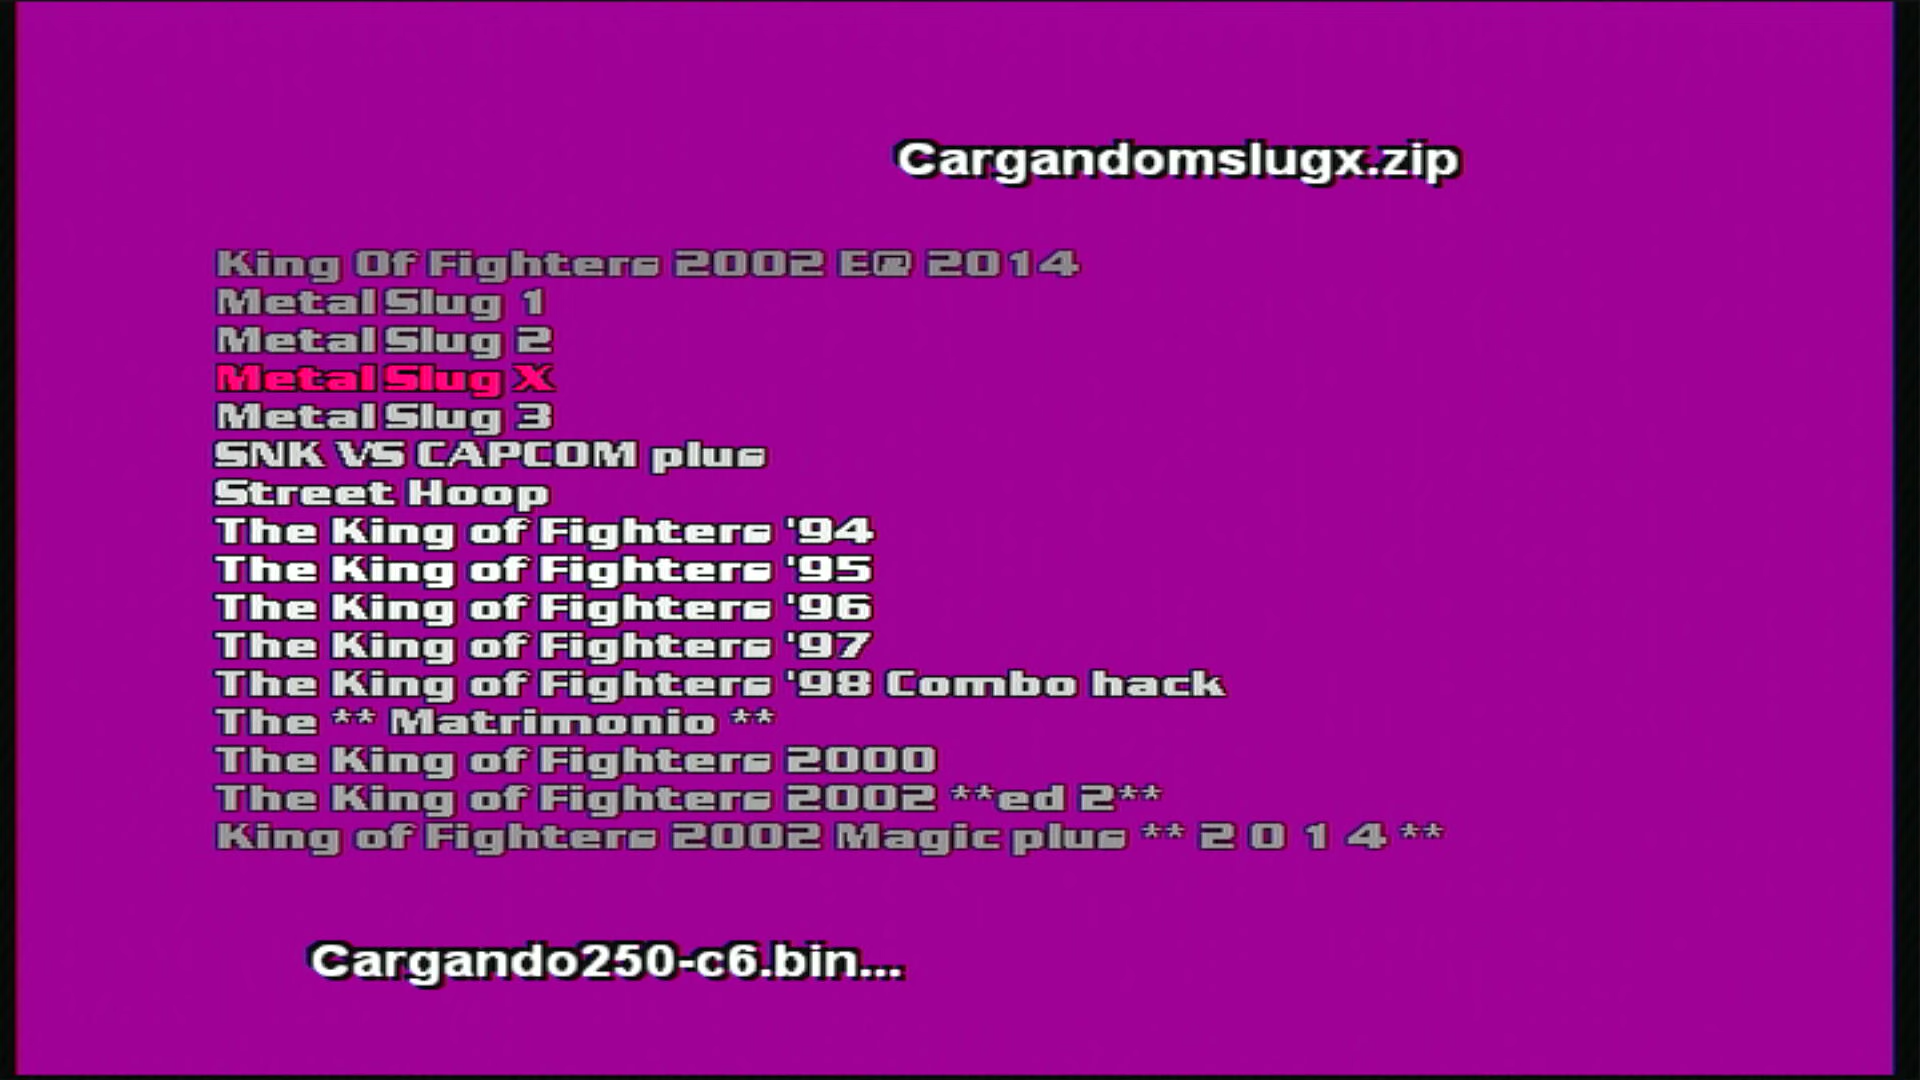 Cargandomslugx.zip
King Of Fighters 2002 E@ 2014
Metal Slug 1
Metal Slug 2
Metal Slug X
Metal Slug 3
SNK VS CAPCOM plus
Street Hoop
The King of Fighters '94
The King of Fighters '95
The King of Fighters '96
The King of Fighters '97
The King of Fighters '98 Combo hack
The ** Matrimonio **
The King of Fighters 2000
The King of Fighters 2002 **ed 2**
King of Fighters 2002 Magic plus ** 2 0 1 4 **
Cargando250-c6.bin...